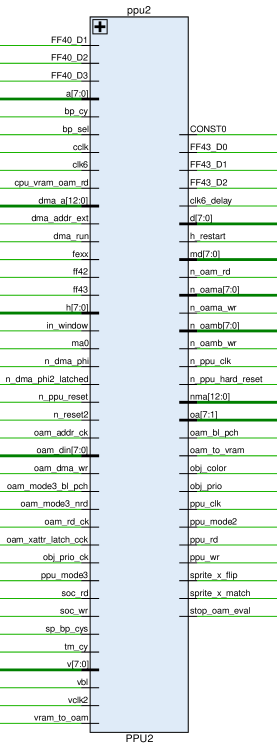 ppu2
FF40_D1
FF40_D2
FF40_D3
a[7:0]
bp_cy
bp_sel
cclk
clk6
cpu_vram_oam_rd
dma_a[12:0]
dma_addr_ext
dma_run
fexx
ff42
ff43
h[7:0]
in_window
ma0
n_dma_phi
n_dma_phi2_latched
n_ppu_reset
n_reset2
oam_addr_ck
oam_din[7:0]
oam_dma_wr
oam_mode3_bl_pch
oam_mode3_nrd
oam_rd_ck
oam_xattr_latch_cck
obj_prio_ck
ppu_mode3
soc_rd
soc_wr
sp_bp_cys
tm_cy
v[7:0]
vbl
vclk2
vram_to_oam
CONST0
FF43_D0
FF43_D1
FF43_D2
clk6_delay
d[7:0]
h_restart
md[7:0]
n_oam_rd
n_oama[7:0]
n_oama_wr
n_oamb[7:0]
n_oamb_wr
n_ppu_clk
n_ppu_hard_reset
nma[12:0]
oa[7:1]
oam_bl_pch
oam_to_vram
obj_color
obj_prio
ppu_clk
ppu_mode2
ppu_rd
ppu_wr
sprite_x_flip
sprite_x_match
stop_oam_eval
PPU2